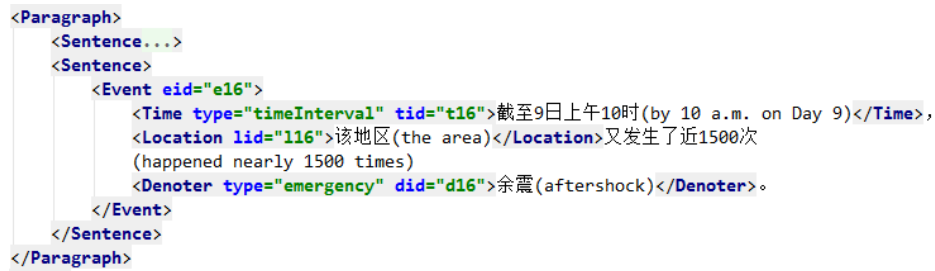 <Paragraph>
<Sentence...>
<Sentence>
<Event eid="e16">
<Time type="timeInterval" tid="t16">截至9日上午10时(by 10 a.m. on Day 9)</Time>，
<Location lid="l16">该地区(the area)</Location>又发生了近1500次
(happened nearly 1500 times)
<Denoter type="emergency" did="d16">余震(aftershock)</Denoter>。
</Event>
</Sentence>
</Paragraph>